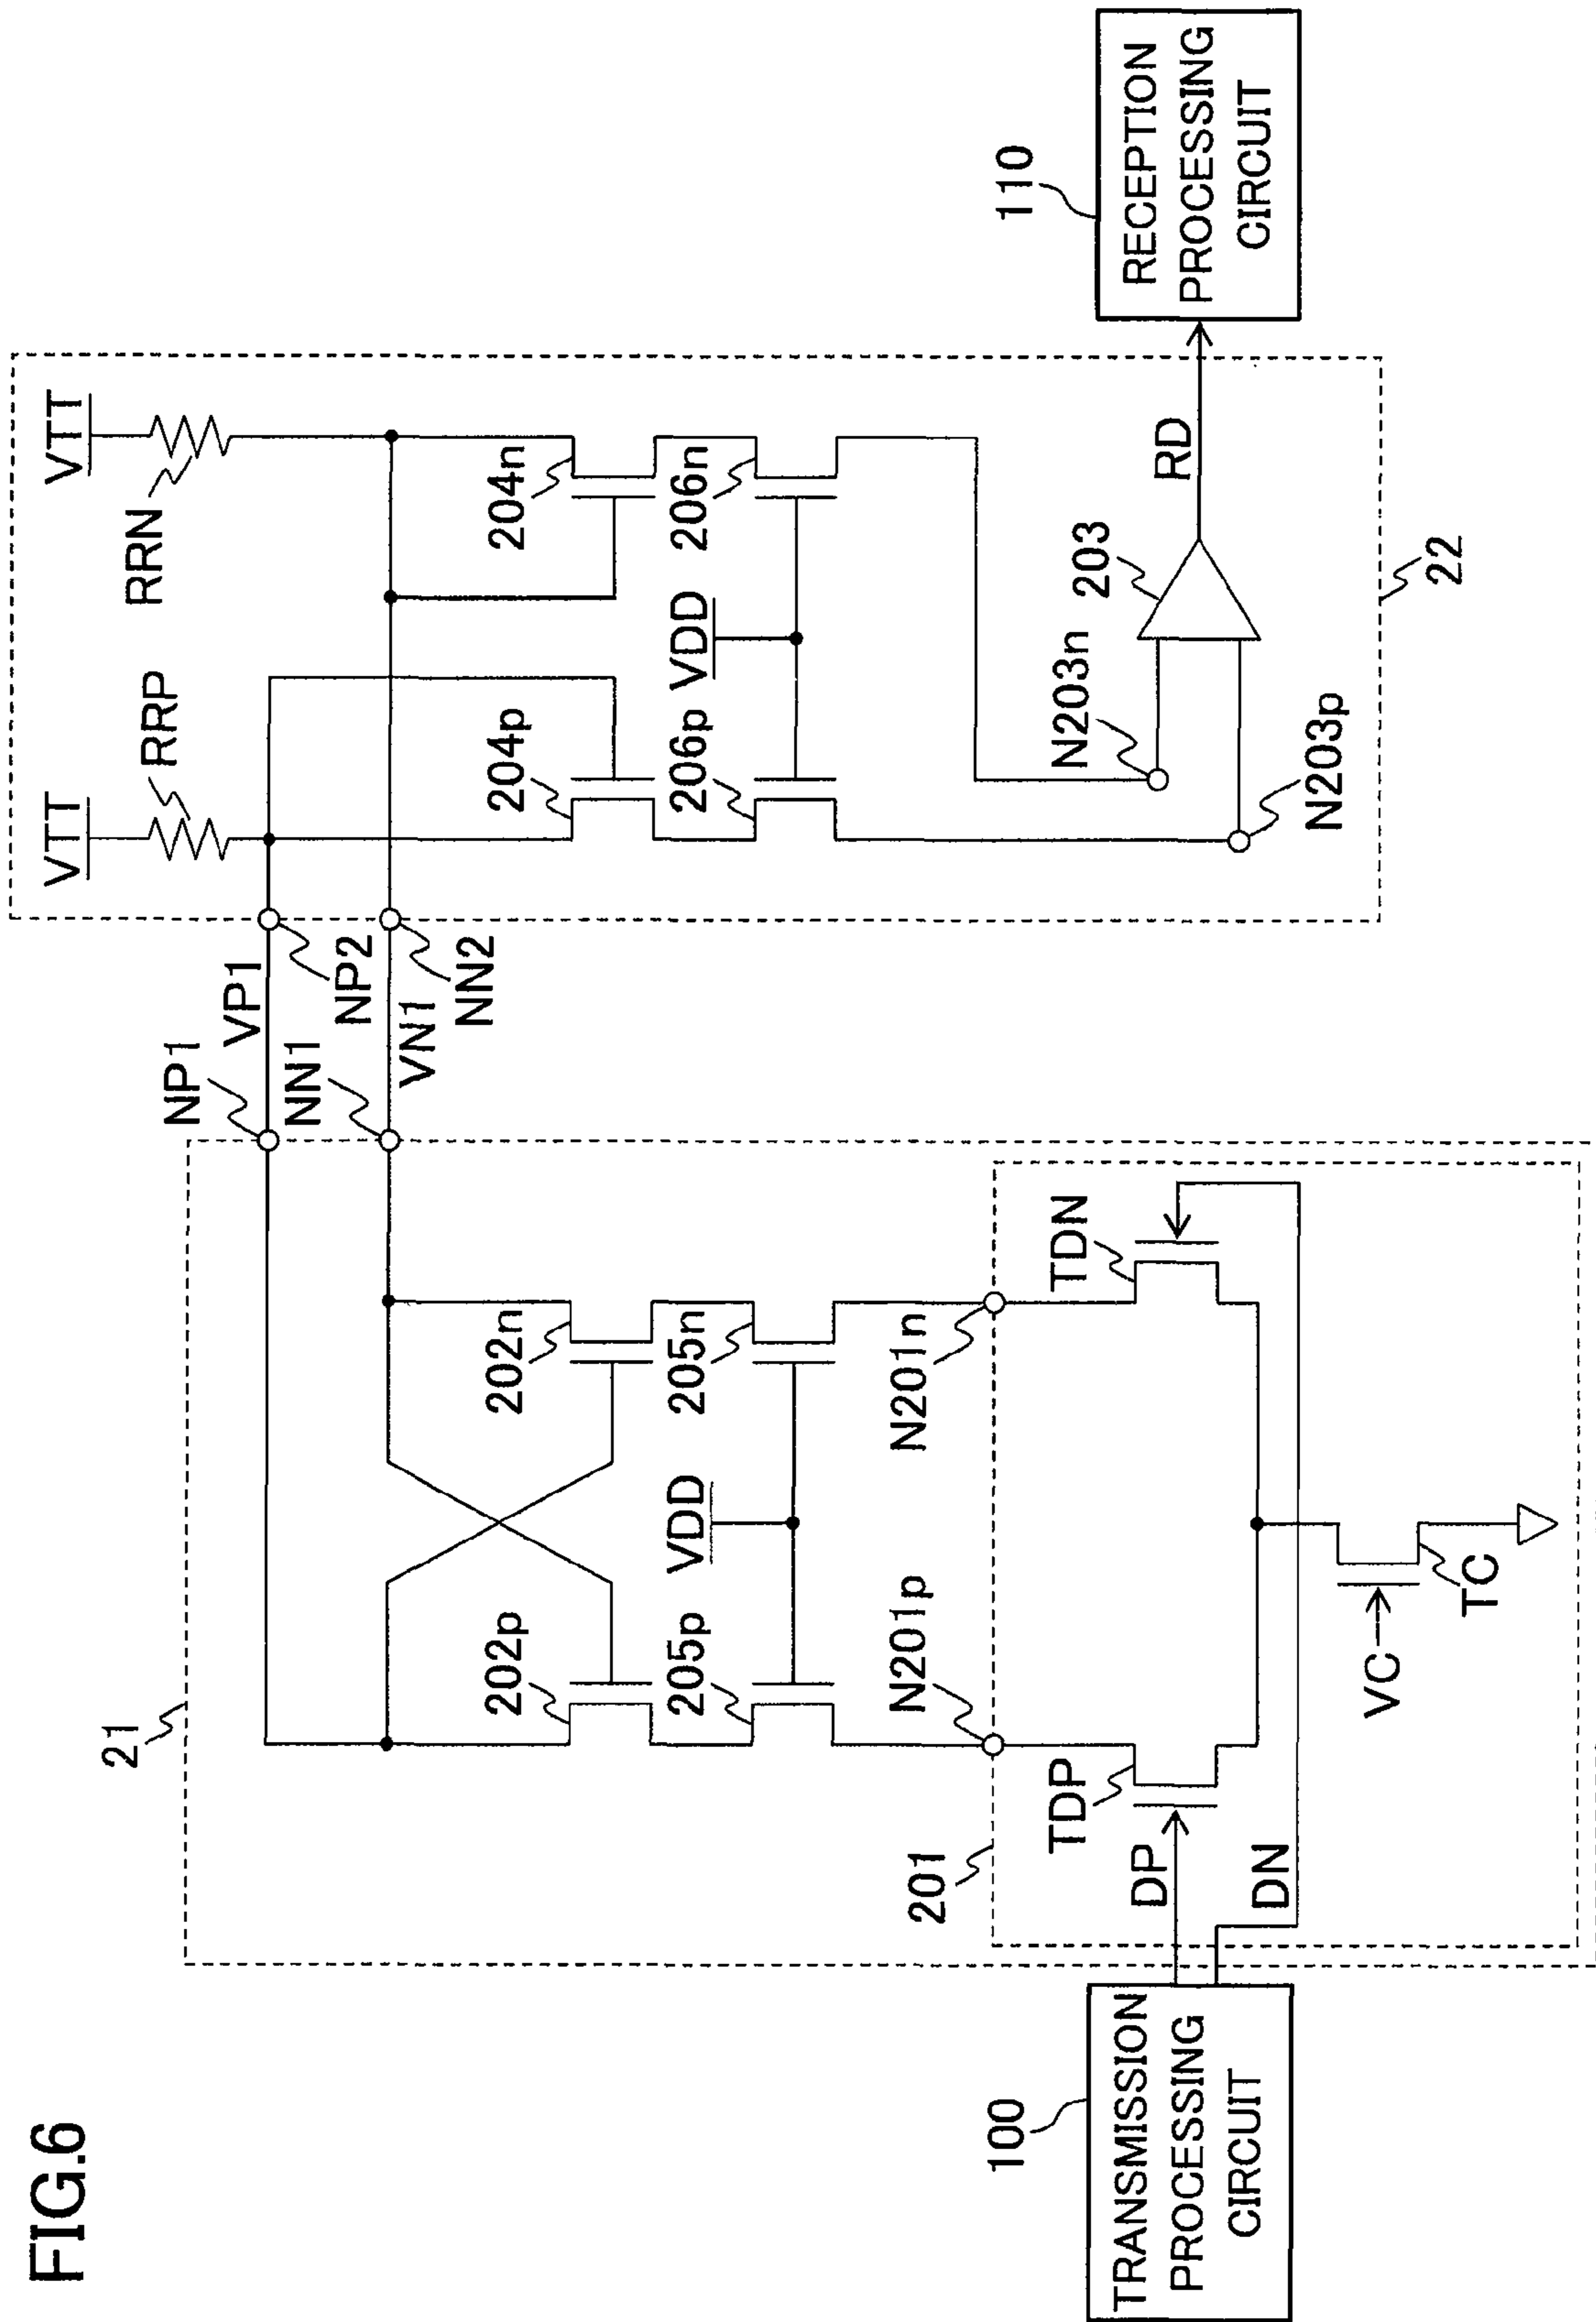 FIG.6
21
NP1
VP1
NP2
NN1
VN1
NN2
VTT
RRP
VTT
RRN
202p
202n
204p
204n
205p
VDD
205n
206p
VDD
206n
N201p
N201n
N203n
203
N203p
RD
22
110
RECEPTION
PROCESSING
CIRCUIT
201
TDP
TDN
DP
DN
VC
TC
100
TRANSMISSION
PROCESSING
CIRCUIT